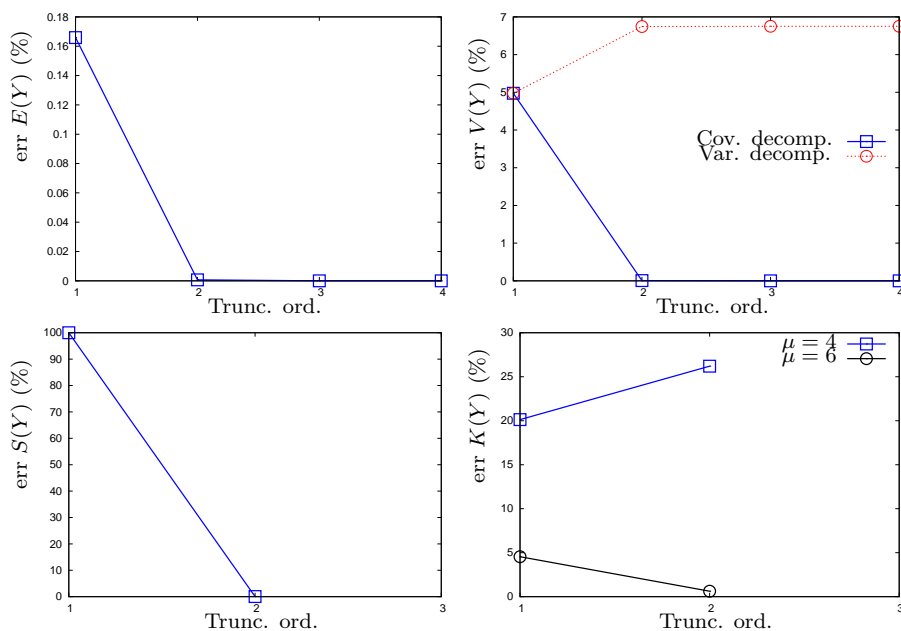 err E(Y) (%)
0.18
0.16
0.14
0.12
0.1
0.08
0.06
0.04
0.02
0
1 2 3 4
Trunc. ord.
err V(Y) (%)
7
6
5
4
3
2
1
0
1 2 3 4
Trunc. ord.
Cov. decomp.
Var. decomp.
err S(Y) (%)
100
90
80
70
60
50
40
30
20
10
0
1 2 3
Trunc. ord.
err K(Y) (%)
30
25
20
15
10
5
0
1 2 3
Trunc. ord.
μ = 4
μ = 6